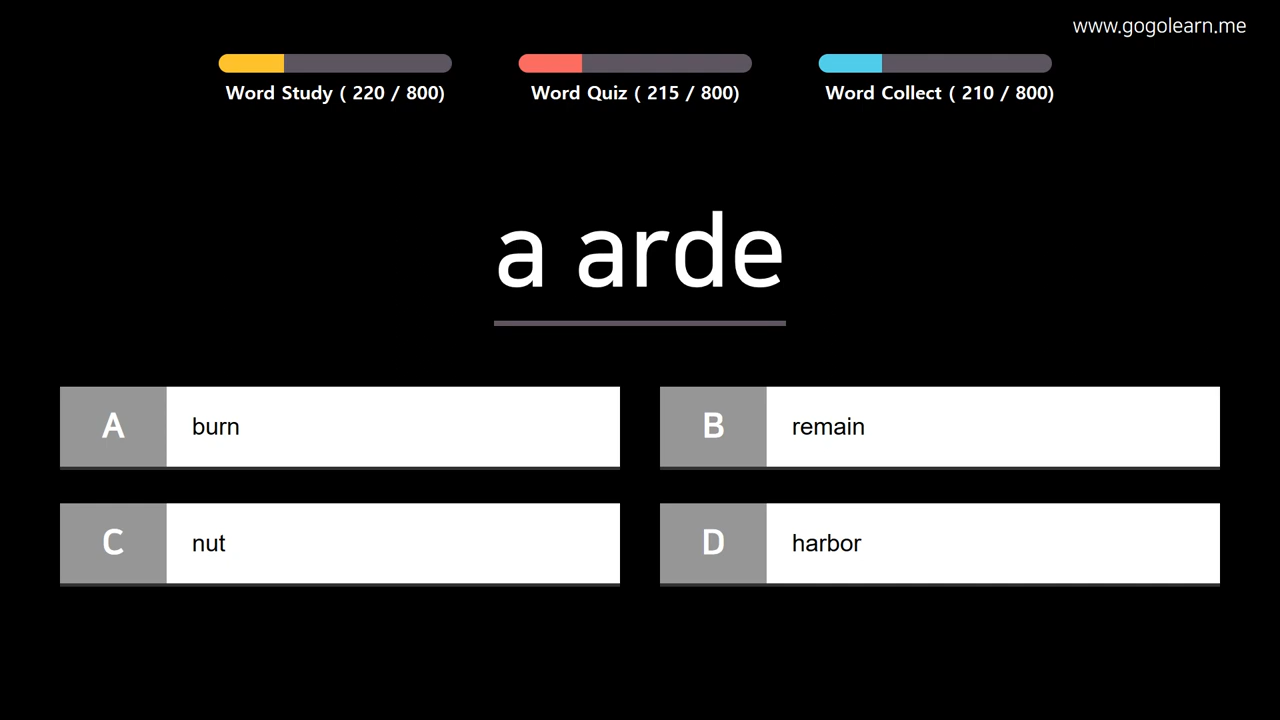 www.gogolearn.me
Word Study ( 220 / 800)
Word Quiz ( 215 / 800)
Word Collect ( 210 / 800)
a arde
A burn
B remain
C nut
D harbor